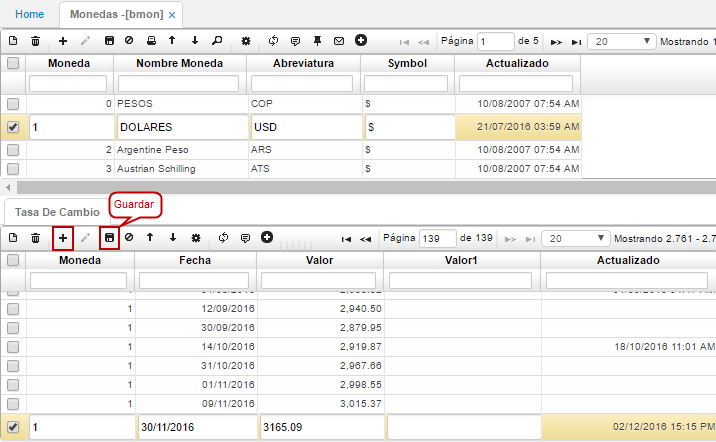 Home Monedas -[bmon] ×
Página 1 de 5 20 Mostrando 1
Moneda Nombre Moneda Abreviatura Symbol Actualizado
0 PESOS COP $ 10/08/2007 07:54 AM
1 DOLARES USD $ 21/07/2016 03:59 AM
2 Argentine Peso ARS $ 10/08/2007 07:54 AM
3 Austrian Schilling ATS $ 10/08/2007 07:54 AM
Guardar
Tasa De Cambio
Página 139 de 139 20 Mostrando 2.761 - 2.7
Moneda Fecha Valor Valor1 Actualizado
1 12/09/2016 2,940.50
1 30/09/2016 2,879.95
1 14/10/2016 2,919.87 18/10/2016 11:01 AM
1 31/10/2016 2,967.66
1 01/11/2016 2,998.55
1 09/11/2016 3,015.37
1 30/11/2016 3165.09 02/12/2016 15:15 PM